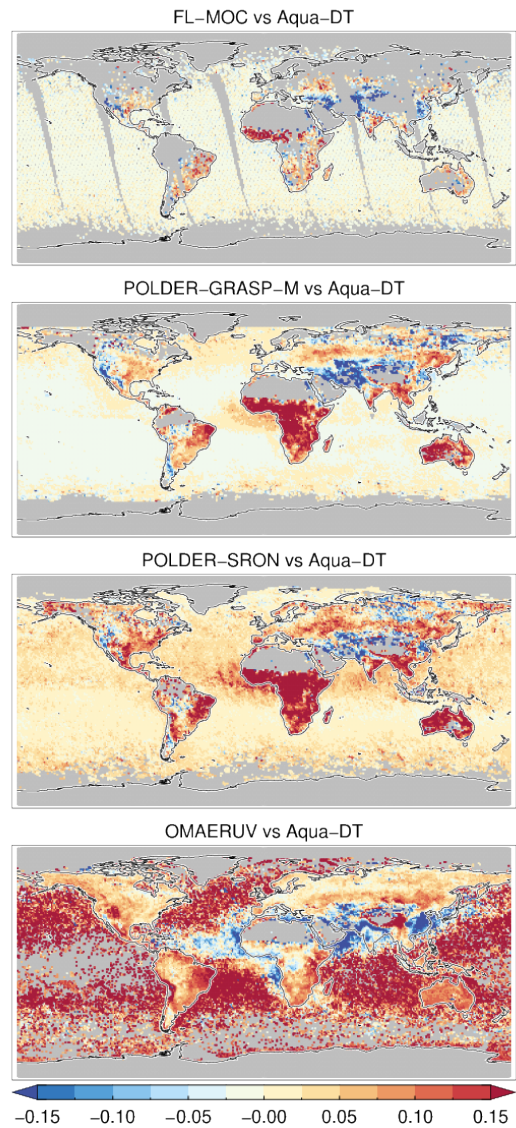 FL-MOC vs Aqua-DT
POLDER-GRASP-M vs Aqua-DT
POLDER-SRON vs Aqua-DT
OMAERUV vs Aqua-DT
-0.15 -0.10 -0.05 -0.00 0.05 0.10 0.15